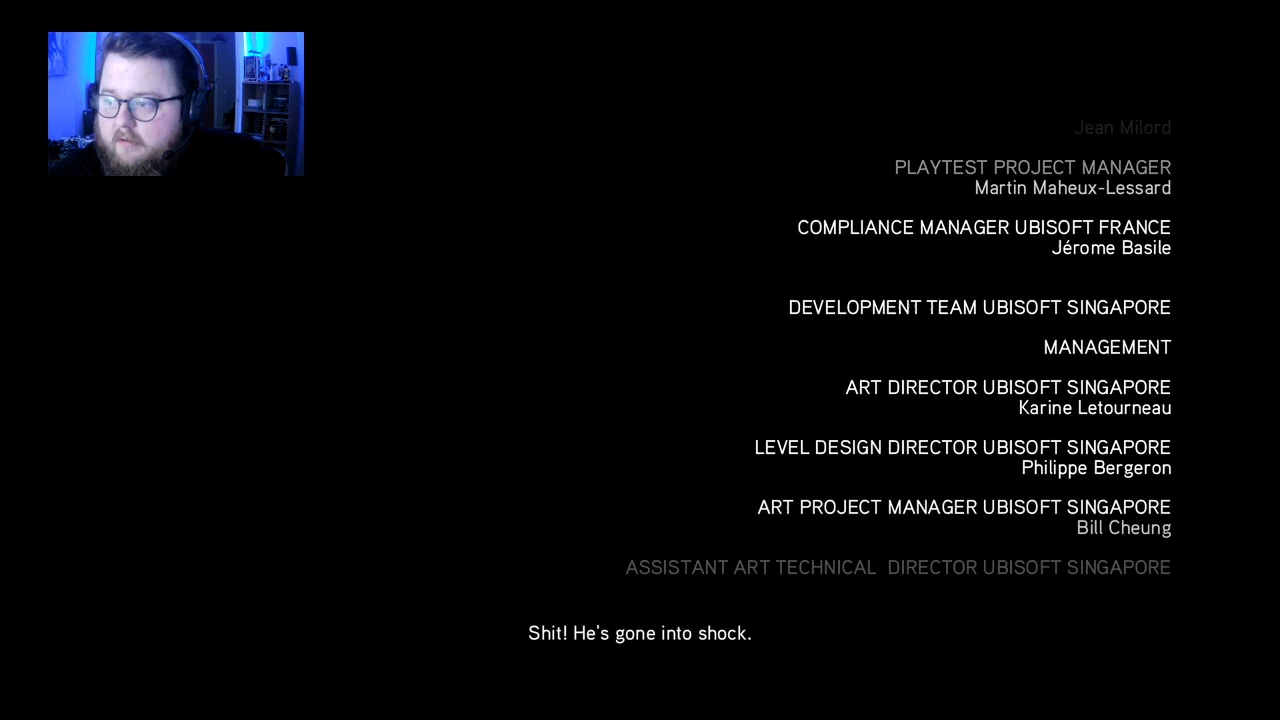 Jean Milord
PLAYTEST PROJECT MANAGER
Martin Maheux-Lessard
COMPLIANCE MANAGER UBISOFT FRANCE
Jérome Basile
DEVELOPMENT TEAM UBISOFT SINGAPORE
MANAGEMENT
ART DIRECTOR UBISOFT SINGAPORE
Karine Letourneau
LEVEL DESIGN DIRECTOR UBISOFT SINGAPORE
Philippe Bergeron
ART PROJECT MANAGER UBISOFT SINGAPORE
Bill Cheung
ASSISTANT ART TECHNICAL  DIRECTOR UBISOFT SINGAPORE
Shit! He's gone into shock.